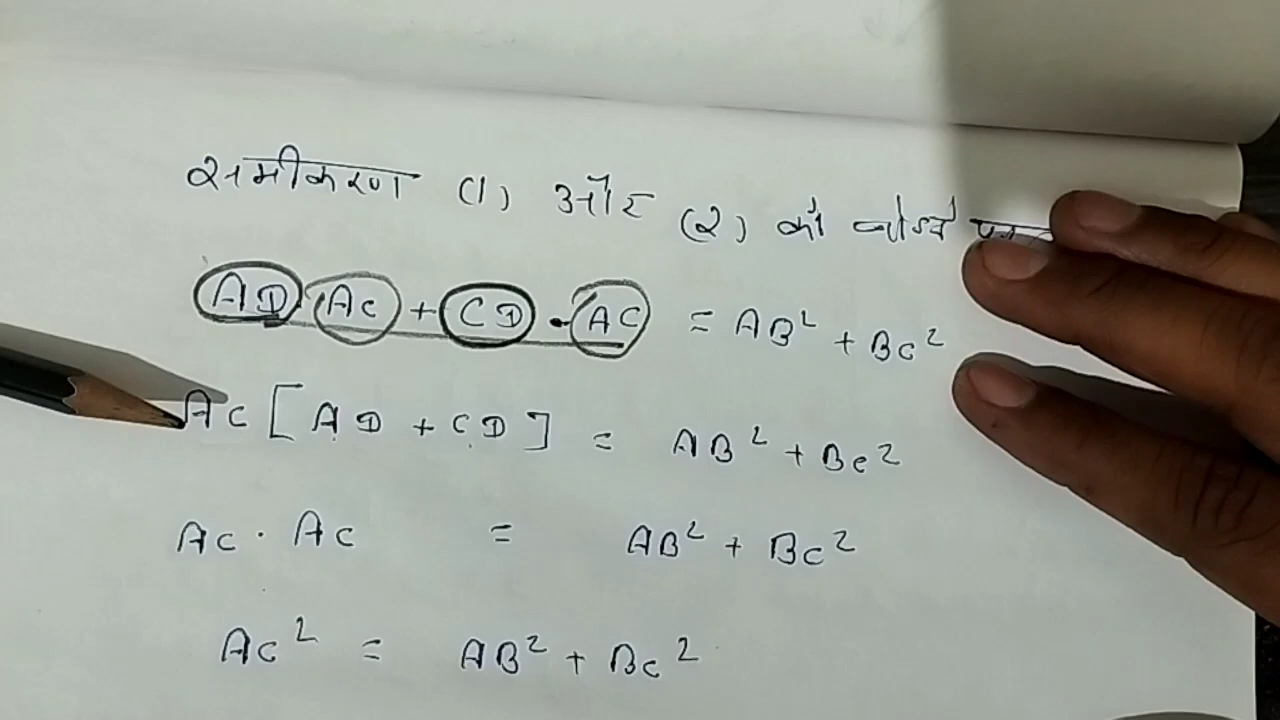 समीकरण (1) और (2) को जोड़ने पर
AD · AC + CD · AC = AB² + BC²
AC [AD + CD] = AB² + BC²
AC · AC = AB² + BC²
AC² = AB² + BC²